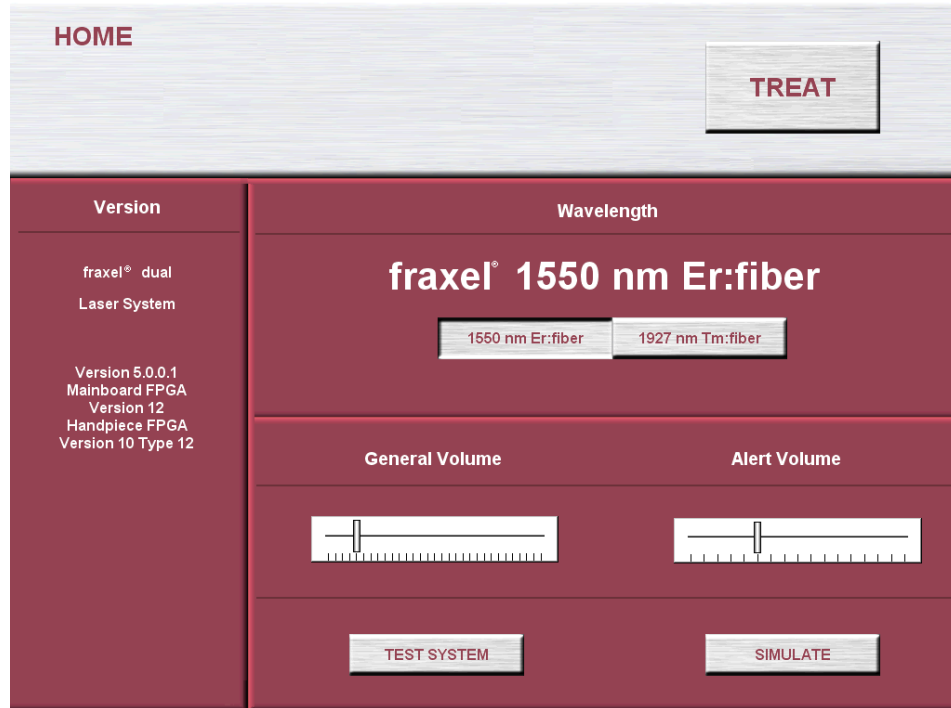 HOME
TREAT
Version
fraxel® dual
Laser System
Version 5.0.0.1
Mainboard FPGA
Version 12
Handpiece FPGA
Version 10 Type 12
Wavelength
fraxel® 1550 nm Er:fiber
1550 nm Er:fiber
1927 nm Tm:fiber
General Volume
Alert Volume
TEST SYSTEM
SIMULATE